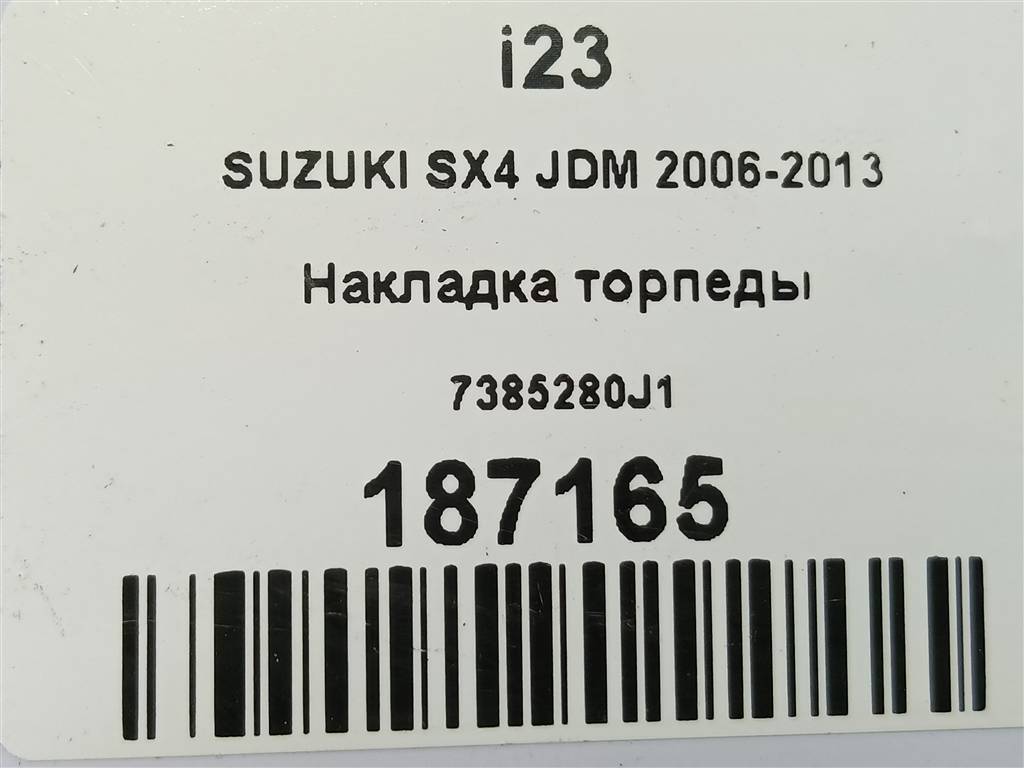 i23
SUZUKI SX4 JDM 2006-2013
Накладка торпеды
7385280J1
187165